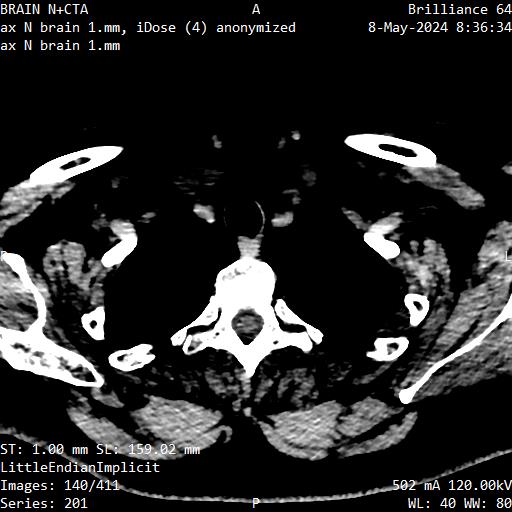 BRAIN N+CTA
A
Brilliance 64
ax N brain 1.mm, iDose (4) anonymized
8-May-2024 8:36:34
ax N brain 1.mm
L
ST: 1.00 mm SL: 159.02 mm
LittleEndianImplicit
Images: 140/411
502 mA 120.00kV
Series: 201
P
WL: 40 WW: 80